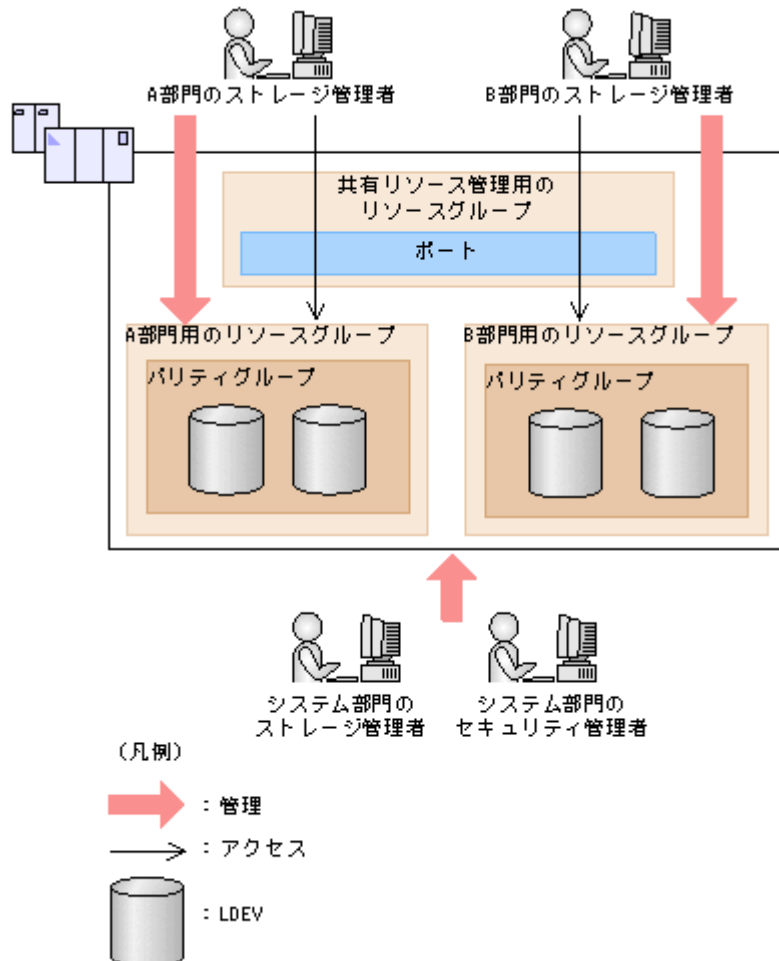 A部門のストレージ管理者
B部門のストレージ管理者
共有リソース管理用の
リソースグループ
ポート
A部門用のリソースグループ
B部門用のリソースグループ
パリティグループ
パリティグループ
システム部門の
ストレージ管理者
システム部門の
セキュリティ管理者
(凡例)
：管理
：アクセス
：LDEV